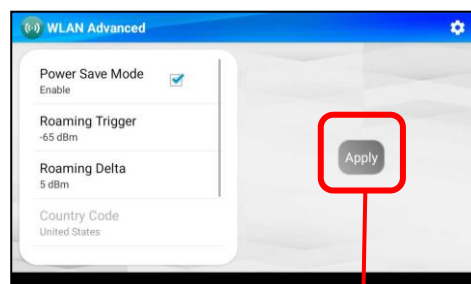 WLAN Advanced
Power Save Mode
Enable
Roaming Trigger
-65 dBm
Roaming Delta
5 dBm
Country Code
United States
Apply